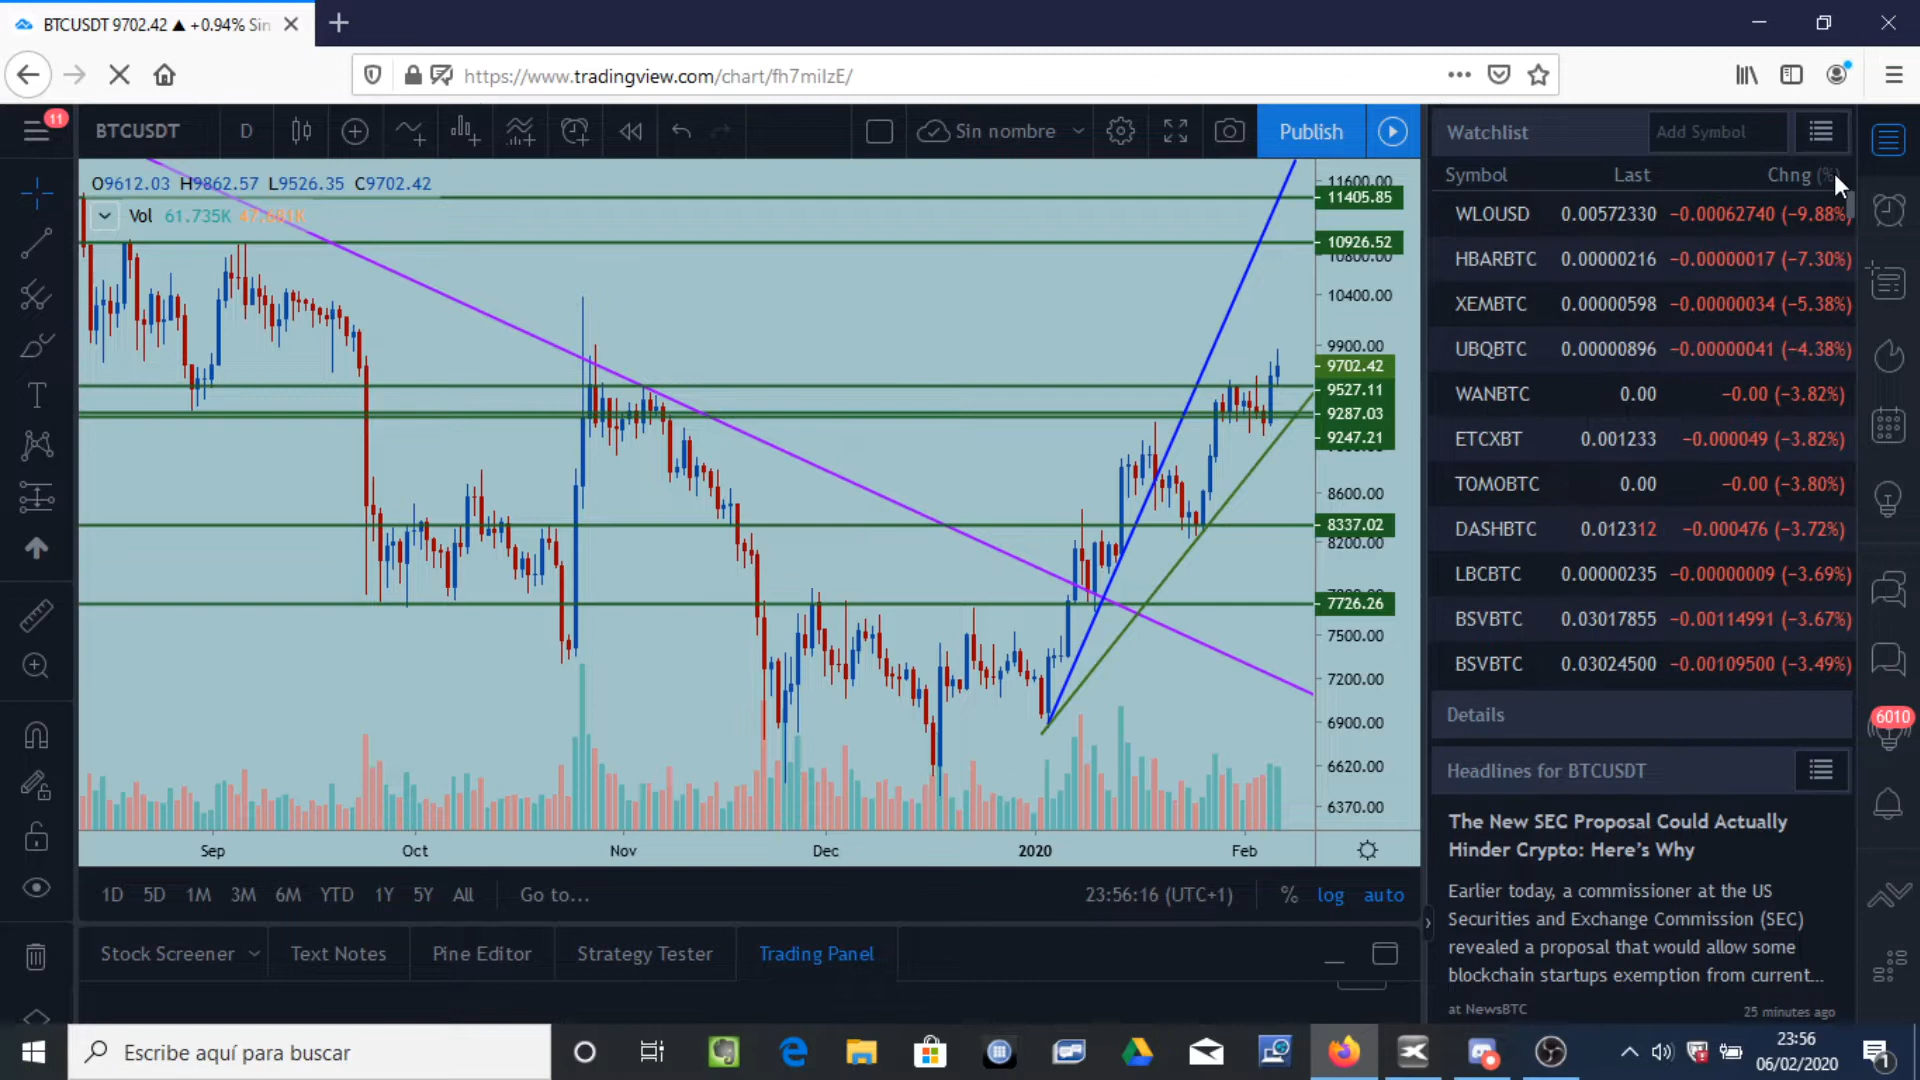 BTCUSDT 9702.42 ▲ +0.94% Sin
https://www.tradingview.com/chart/fh7miIzE/
11
BTCUSDT D
Sin nombre
Publish
O9612.03 H9862.57 L9526.35 C9702.42
Vol 61.735K
11600.00
11405.85
10926.52
10800.00
10400.00
9900.00
9702.42
9527.11
9287.03
9247.21
8600.00
8337.02
8200.00
7726.26
7500.00
7200.00
6900.00
6620.00
6370.00
Sep Oct Nov Dec 2020 Feb
1D 5D 1M 3M 6M YTD 1Y 5Y All Go to... 23:56:16 (UTC+1) % log auto
Stock Screener Text Notes Pine Editor Strategy Tester Trading Panel
Watchlist Add Symbol
Symbol Last Chng (%)
WLOUSD 0.00572330 −0.00062740 (−9.88%)
HBARBTC 0.00000216 −0.00000017 (−7.30%)
XEMBTC 0.00000598 −0.00000034 (−5.38%)
UBQBTC 0.00000896 −0.00000041 (−4.38%)
WANBTC 0.00 −0.00 (−3.82%)
ETCXBT 0.001233 −0.000049 (−3.82%)
TOMOBTC 0.00 −0.00 (−3.80%)
DASHBTC 0.012312 −0.000476 (−3.72%)
LBCBTC 0.00000235 −0.00000009 (−3.69%)
BSVBTC 0.03017855 −0.00114991 (−3.67%)
BSVBTC 0.03024500 −0.00109500 (−3.49%)
Details
6010
Headlines for BTCUSDT
The New SEC Proposal Could Actually
Hinder Crypto: Here's Why
Earlier today, a commissioner at the US
Securities and Exchange Commission (SEC)
revealed a proposal that would allow some
blockchain startups exemption from current...
at NewsBTC 25 minutes ago
Escribe aquí para buscar
23:56
06/02/2020
1